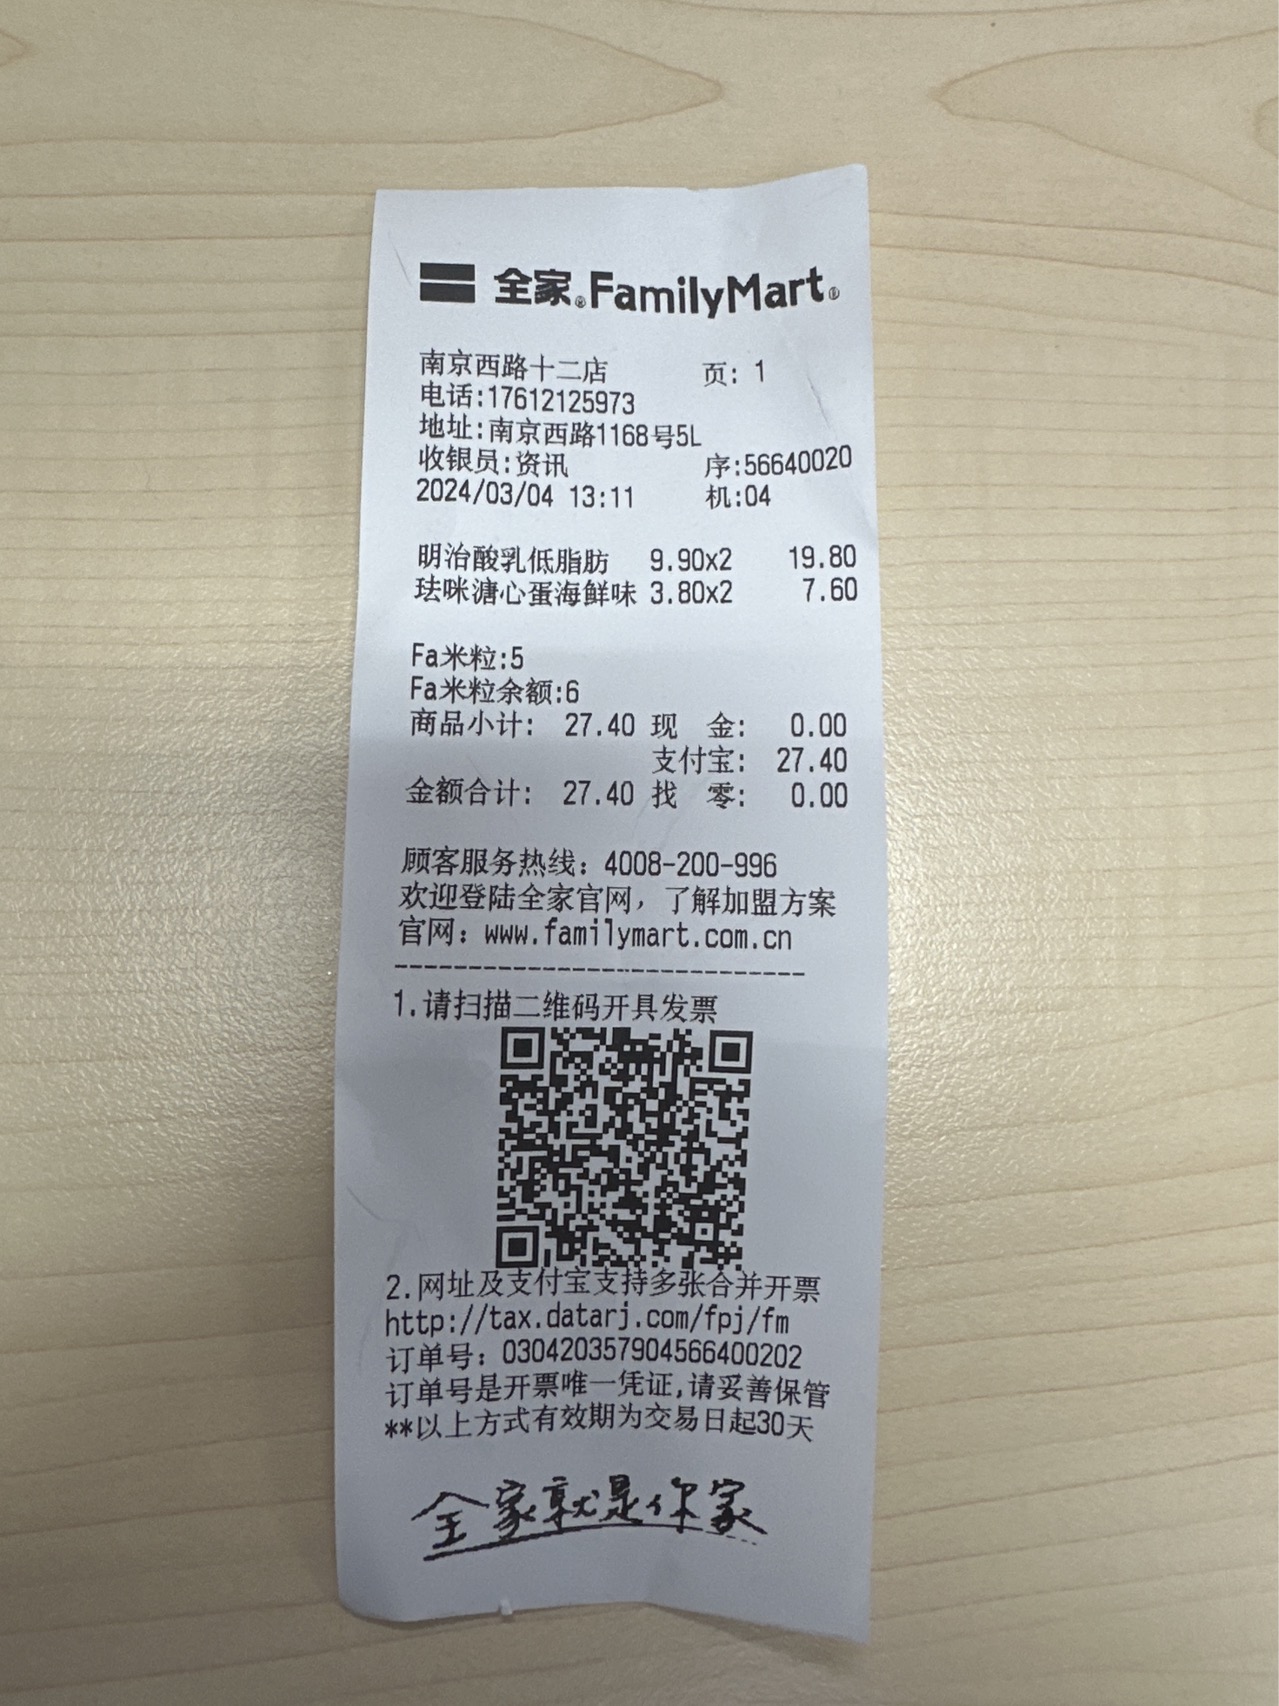 全家®FamilyMart®
南京西路十二店 页: 1
电话:17612125973
地址:南京西路1168号5L
收银员:资讯 序:56640020
2024/03/04 13:11 机:04
明治酸乳低脂肪 9.90x2 19.80
珐咪溏心蛋海鲜味 3.80x2 7.60
Fa米粒:5
Fa米粒余额:6
商品小计: 27.40 现 金: 0.00
支付宝: 27.40
金额合计: 27.40 找 零: 0.00
顾客服务热线: 4008-200-996
欢迎登陆全家官网，了解加盟方案
官网: www.familymart.com.cn
1.请扫描二维码开具发票
2.网址及支付宝支持多张合并开票
http://tax.datarj.com/fpj/fm
订单号: 030420357904566400202
订单号是开票唯一凭证,请妥善保管
**以上方式有效期为交易日起30天
全家就是你家